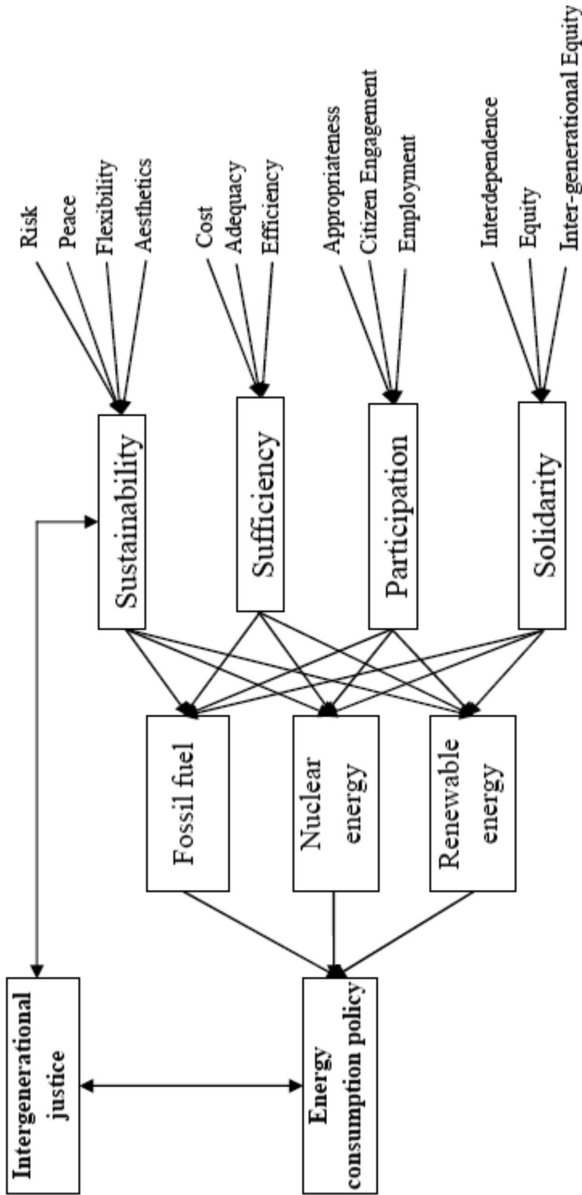 Intergenerational
justice
Energy
consumption policy
Fossil fuel
Nuclear
energy
Renewable
energy
Sustainability
Sufficiency
Participation
Solidarity
Risk
Peace
Flexibility
Aesthetics
Cost
Adequacy
Efficiency
Appropriateness
Citizen Engagement
Employment
Interdependence
Equity
Inter-generational Equity